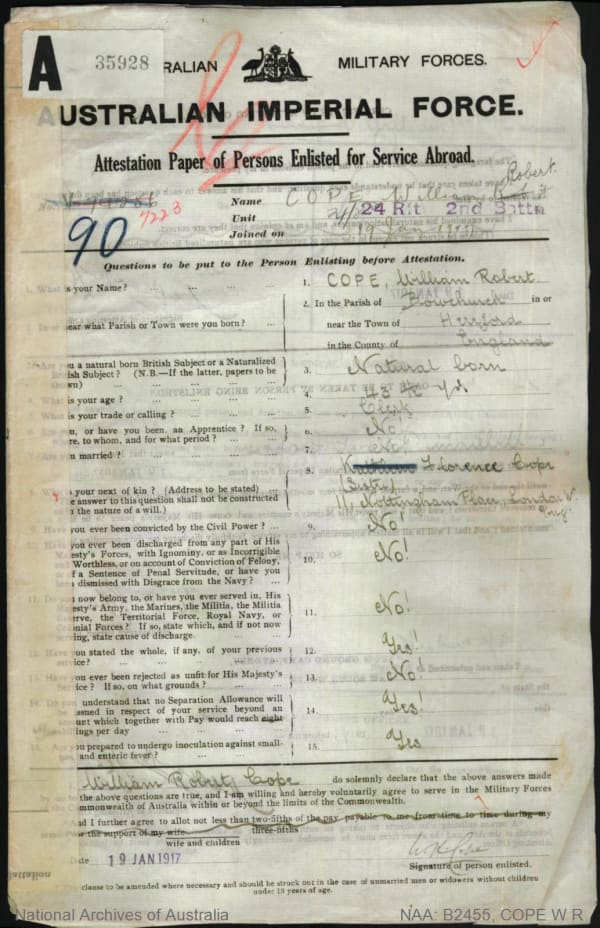 A 35928
RALIAN MILITARY FORCES.
AUSTRALIAN IMPERIAL FORCE.
Attestation Paper of Persons Enlisted for Service Abroad.
7223
90
Name COPE, William Robert
Unit 24 Rft 2nd Battn
Joined on
Questions to be put to the Person Enlisting before Attestation.
is your Name? ... ... ... 1. COPE, William Robert.
near what Parish or Town were you born? ... 2. In the Parish of in or
near the Town of
in the County of England
you a natural born British Subject or a Naturalized
British Subject? (N.B.—If the latter, papers to be
shown) 3. Natural born
is your age? ... 4. yrs
is your trade or calling? ... 5. Clerk
you, or have you been, an Apprentice? If so,
where, to whom, and for what period? ... 6. No
you married? ... No!
8. Florence Cope
(Sister)
is your next of kin? (Address to be stated) ... 11 Nottingham Place, London W.
the answer to this question shall not be constructed Eng
the nature of a will.)
you ever been convicted by the Civil Power? ... 9. No
you ever been discharged from any part of His
Majesty's Forces, with Ignominy, or as Incorrigible
Worthless, or on account of Conviction of Felony,
of a Sentence of Penal Servitude, or have you
been dismissed with Disgrace from the Navy? ... 10. No!
you now belong to, or have you ever served in, His
Majesty's Army, the Marines, the Militia, the Militia
Reserve, the Territorial Force, Royal Navy, or
Colonial Forces? If so, state which, and if not now
serving, state cause of discharge. 11. No!
you stated the whole, if any, of your previous
service? ... 12. Yes!
you ever been rejected as unfit for His Majesty's
Service? If so, on what grounds? 13. No!
understand that no Separation Allowance will
issued in respect of your service beyond an
amount which together with Pay would reach eight
shillings per day 14. Yes!
you prepared to undergo inoculation against small-
and enteric fever? 15. Yes
William Robert Cope do solemnly declare that the above answers made
the above questions are true, and I am willing and hereby voluntarily agree to serve in the Military Forces
Commonwealth of Australia within or beyond the limits of the Commonwealth.
And I further agree to allot not less than two-fifths of the pay payable to me from time to time during my
three-fifths
for the support of my wife
wife and children
Date 19 JAN 1917 W R Cope
Signature of person enlisted.
clause to be amended where necessary and should be struck out in the case of unmarried men or widowers without children
under 18 years of age.
National Archives of Australia NAA: B2455, COPE W R